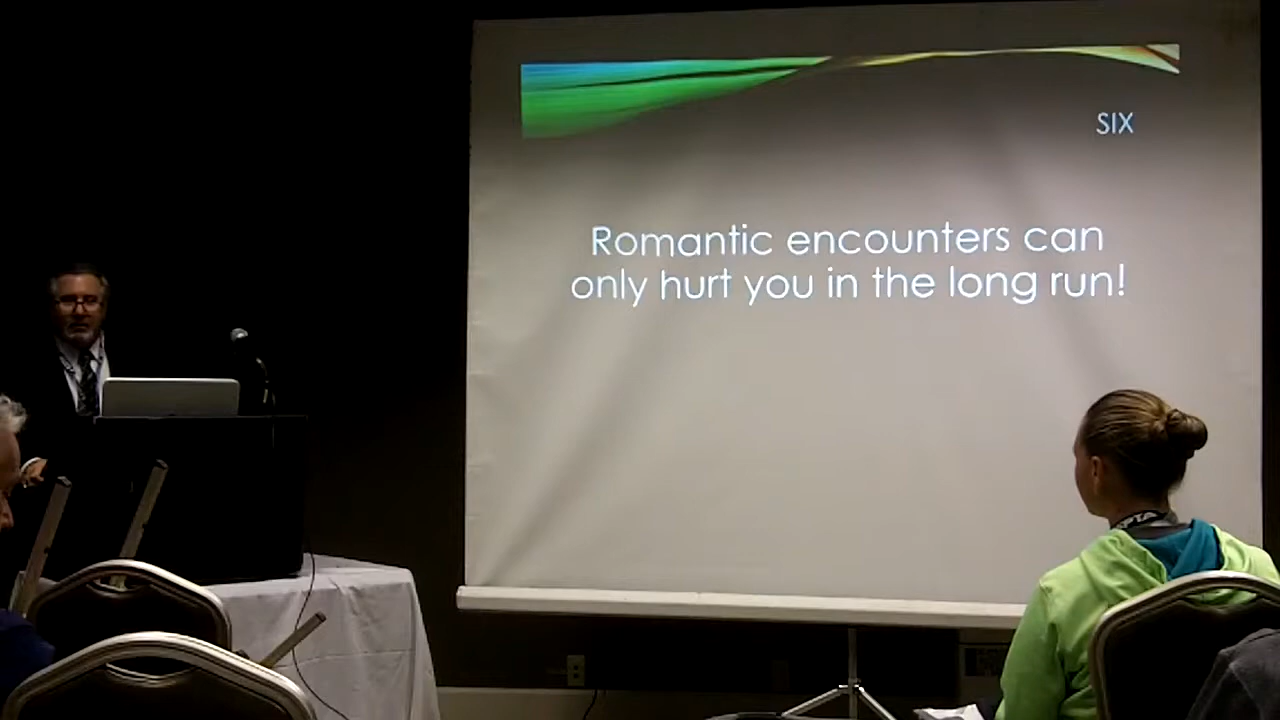 SIX
Romantic encounters can
only hurt you in the long run!